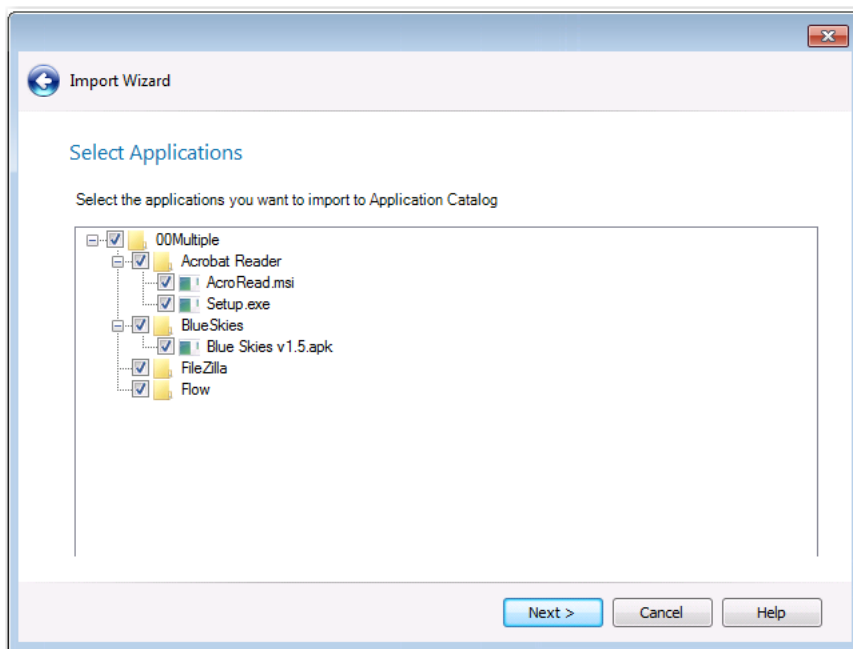 Import Wizard
Select Applications
Select the applications you want to import to Application Catalog
00Multiple
Acrobat Reader
AcroRead.msi
Setup.exe
BlueSkies
Blue Skies v1.5.apk
FileZilla
Flow
Next > Cancel Help